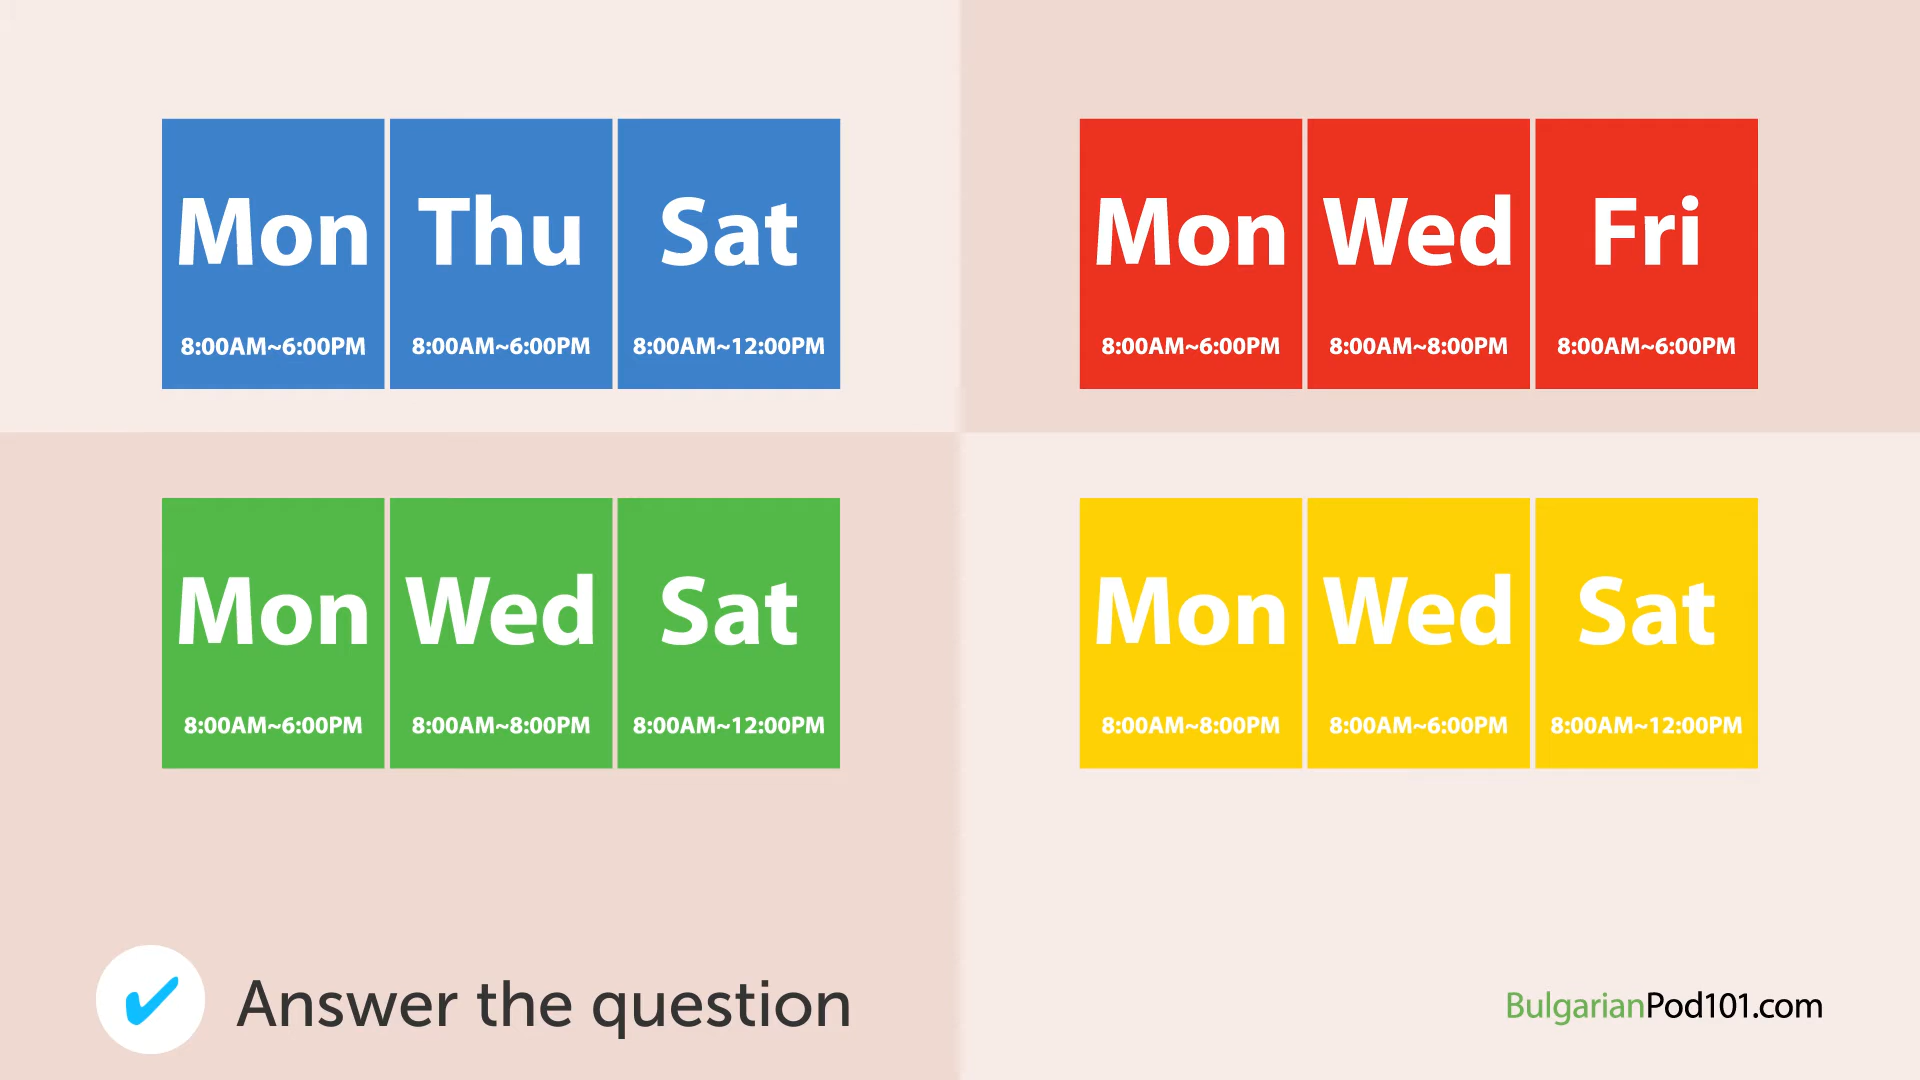 Mon Thu Sat
8:00AM~6:00PM 8:00AM~6:00PM 8:00AM~12:00PM
Mon Wed Fri
8:00AM~6:00PM 8:00AM~8:00PM 8:00AM~6:00PM
Mon Wed Sat
8:00AM~6:00PM 8:00AM~8:00PM 8:00AM~12:00PM
Mon Wed Sat
8:00AM~8:00PM 8:00AM~6:00PM 8:00AM~12:00PM
Answer the question
BulgarianPod101.com